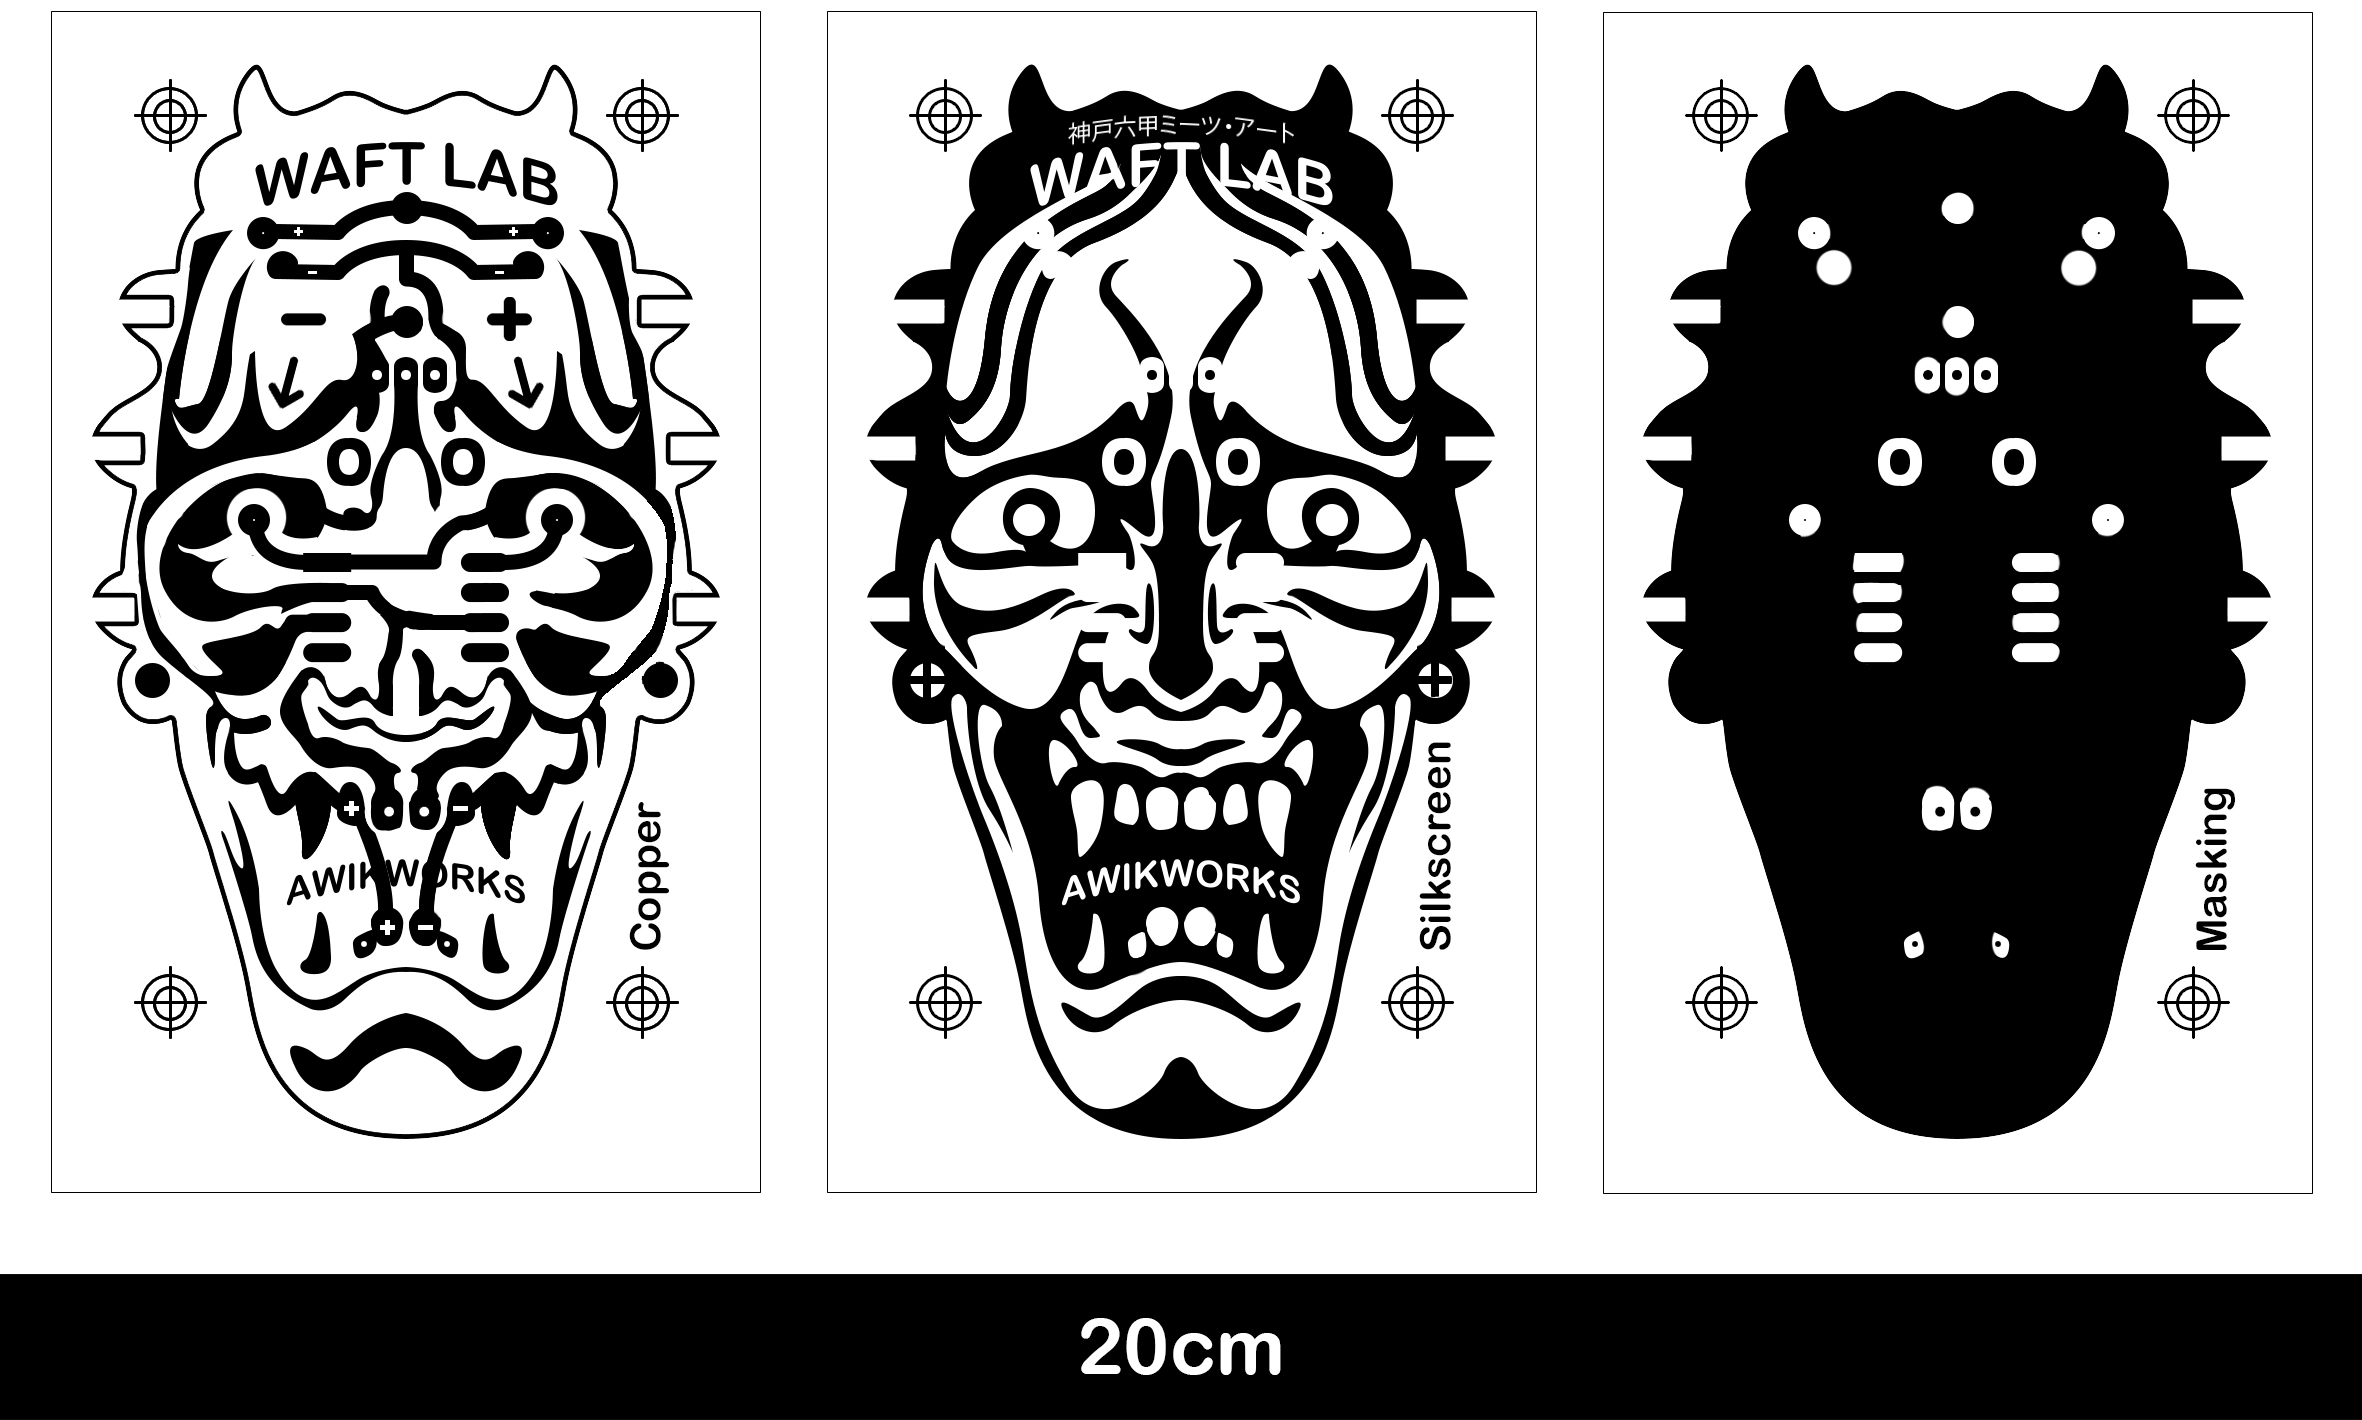 WAFT LAB
+ +
- -
- +
+ -
AWIKWORKS
+ -
Copper
神戸六甲ミーツ・アート
WAFT LAB
AWIKWORKS
Silkscreen
Masking
20cm